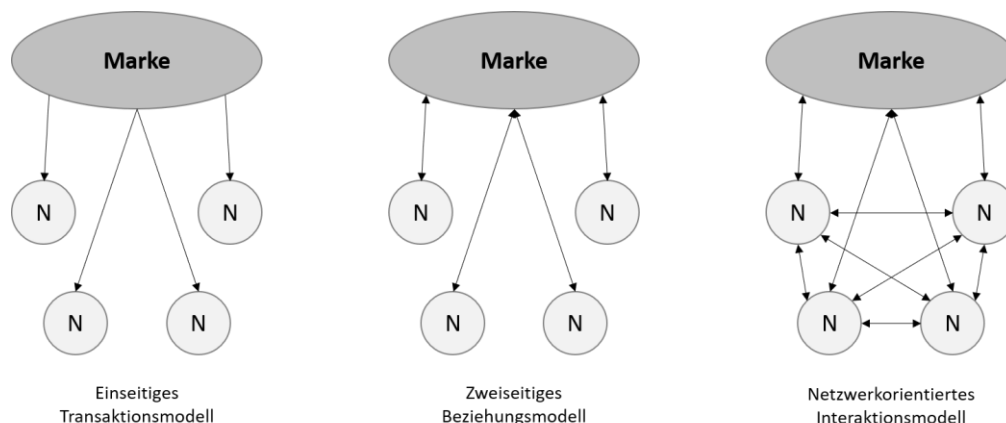 Marke
N
N
N
N
Einseitiges
Transaktionsmodell
Marke
N
N
N
N
Zweiseitiges
Beziehungsmodell
Marke
N
N
N
N
Netzwerkorientiertes
Interaktionsmodell